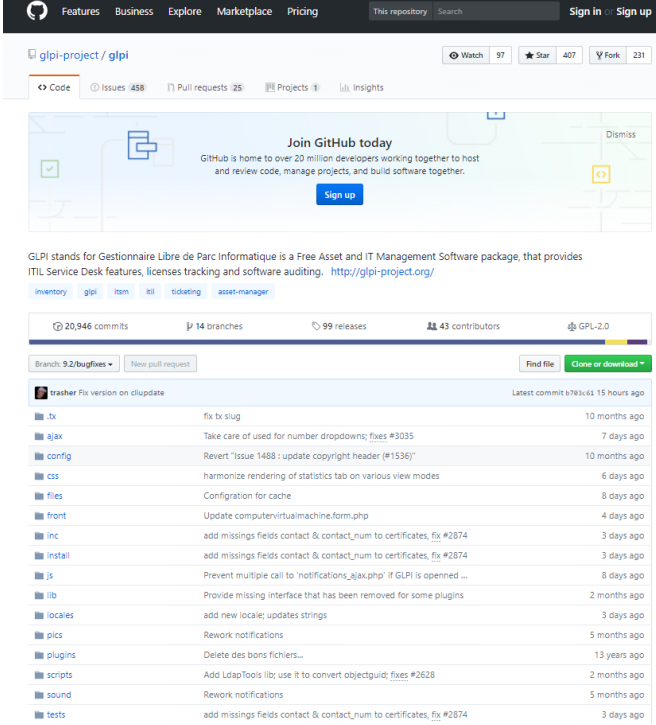 Features Business Explore Marketplace Pricing This repository Search Sign in or Sign up
glpi-project / glpi Watch 97 Star 407 Fork 231
Code Issues 458 Pull requests 25 Projects 1 Insights
Join GitHub today
Dismiss
GitHub is home to over 20 million developers working together to host
and review code, manage projects, and build software together.
Sign up
GLPI stands for Gestionnaire Libre de Parc Informatique is a Free Asset and IT Management Software package, that provides
ITIL Service Desk features, licenses tracking and software auditing. http://glpi-project.org/
inventory glpi itsm itil ticketing asset-manager
20,946 commits 14 branches 99 releases 43 contributors GPL-2.0
Branch: 9.2/bugfixes New pull request Find file Clone or download
trasher Fix version on cliupdate Latest commit b703c61 15 hours ago
.tx fix tx slug 10 months ago
ajax Take care of used for number dropdowns; fixes #3035 7 days ago
config Revert "Issue 1488 : update copyright header (#1536)" 10 months ago
css harmonize rendering of statistics tab on various view modes 6 days ago
files Configration for cache 8 days ago
front Update computervirtualmachine.form.php 4 days ago
inc add missings fields contact & contact_num to certificates, fix #2874 3 days ago
install add missings fields contact & contact_num to certificates, fix #2874 3 days ago
js Prevent multiple call to 'notifications_ajax.php' if GLPI is openned ... 8 days ago
lib Provide missing interface that has been removed for some plugins 2 months ago
locales add new locale; updates strings 3 days ago
pics Rework notifications 5 months ago
plugins Delete des bons fichiers... 13 years ago
scripts Add LdapTools lib; use it to convert objectguid; fixes #2628 2 months ago
sound Rework notifications 5 months ago
tests add missings fields contact & contact_num to certificates, fix #2874 3 days ago